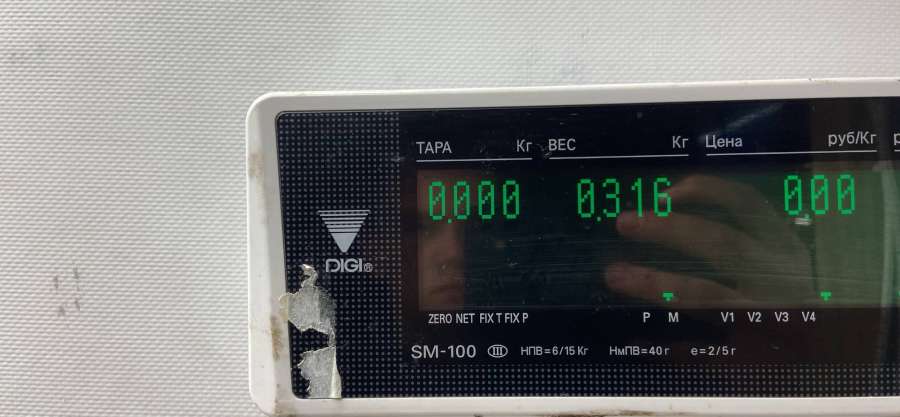 ТАРА Кг ВЕС Кг Цена руб/Кг
0.000 0.316 000
DIGI®
ZERO NET FIX T FIX P P M V1 V2 V3 V4
SM-100 III НПВ=6/15 Кг НмПВ=40 г e=2/5 г